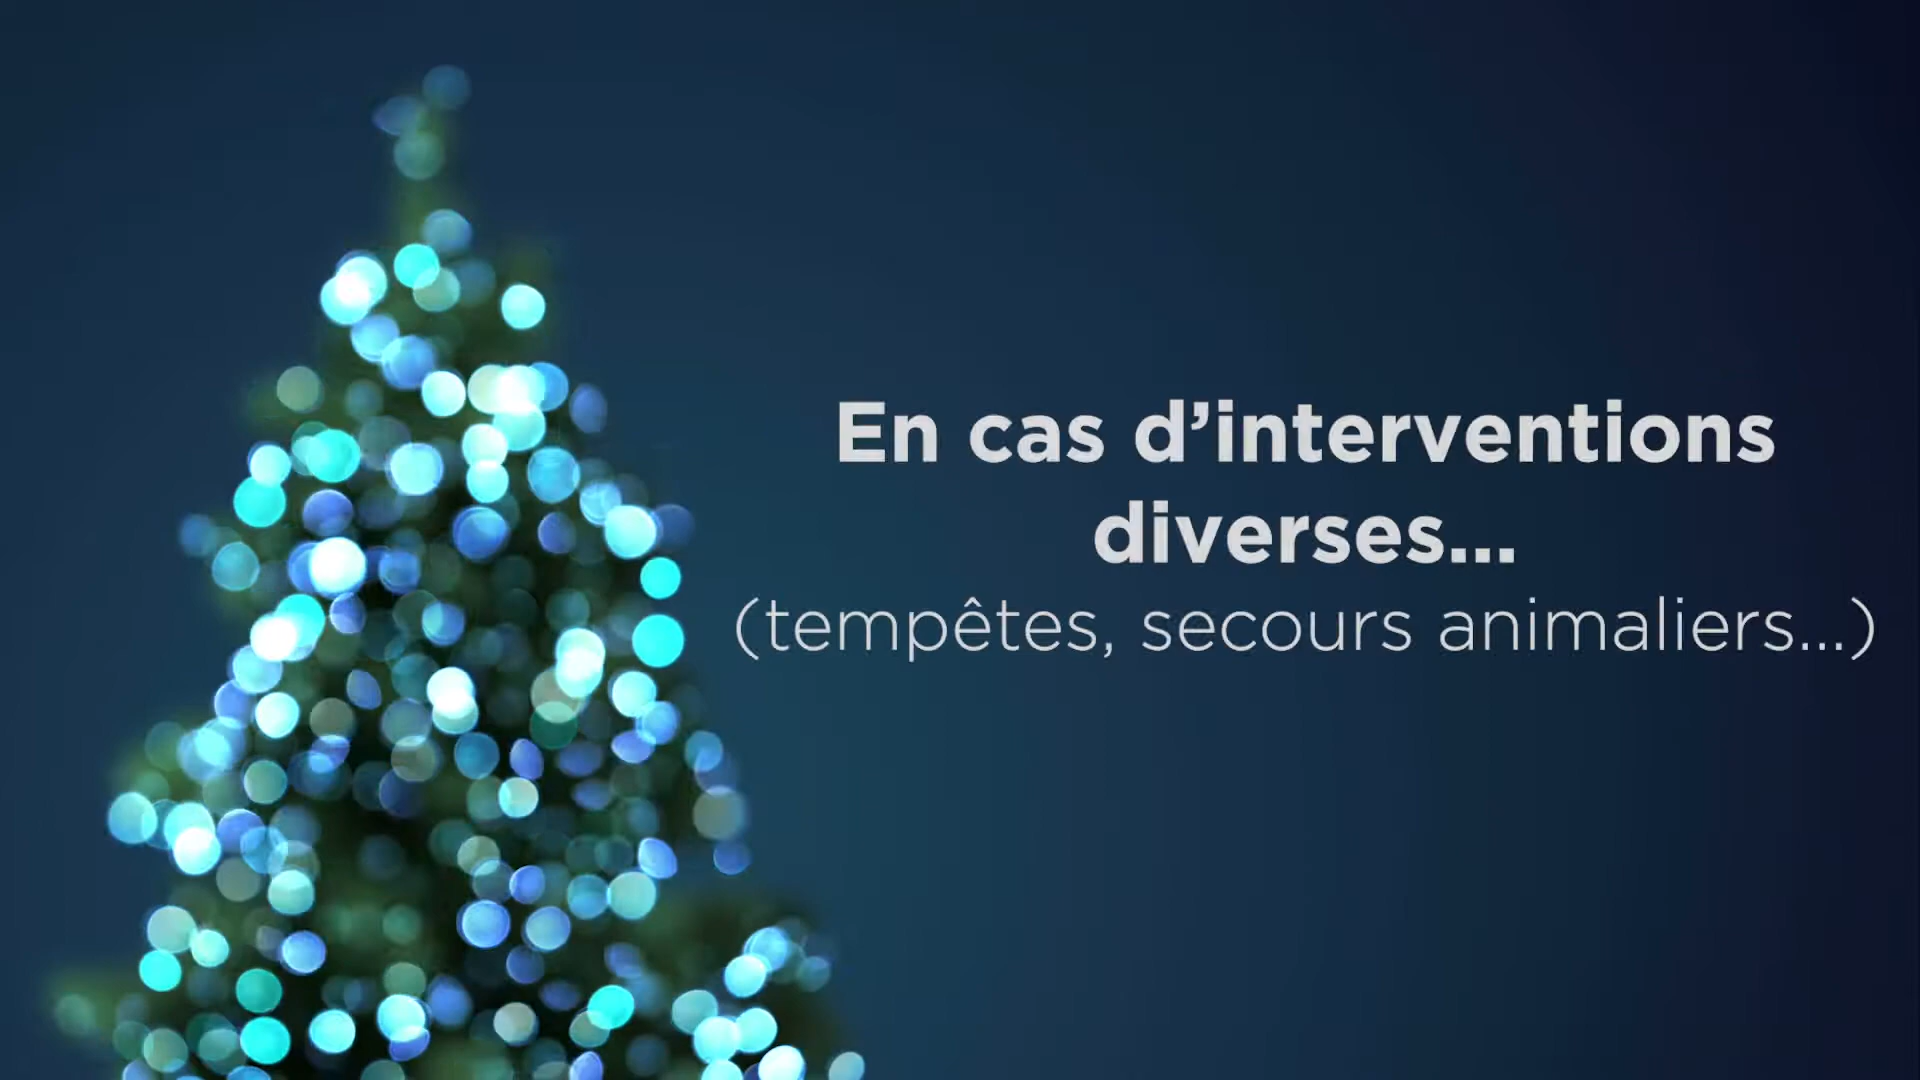 En cas d’interventions
diverses...
(tempêtes, secours animaliers...)